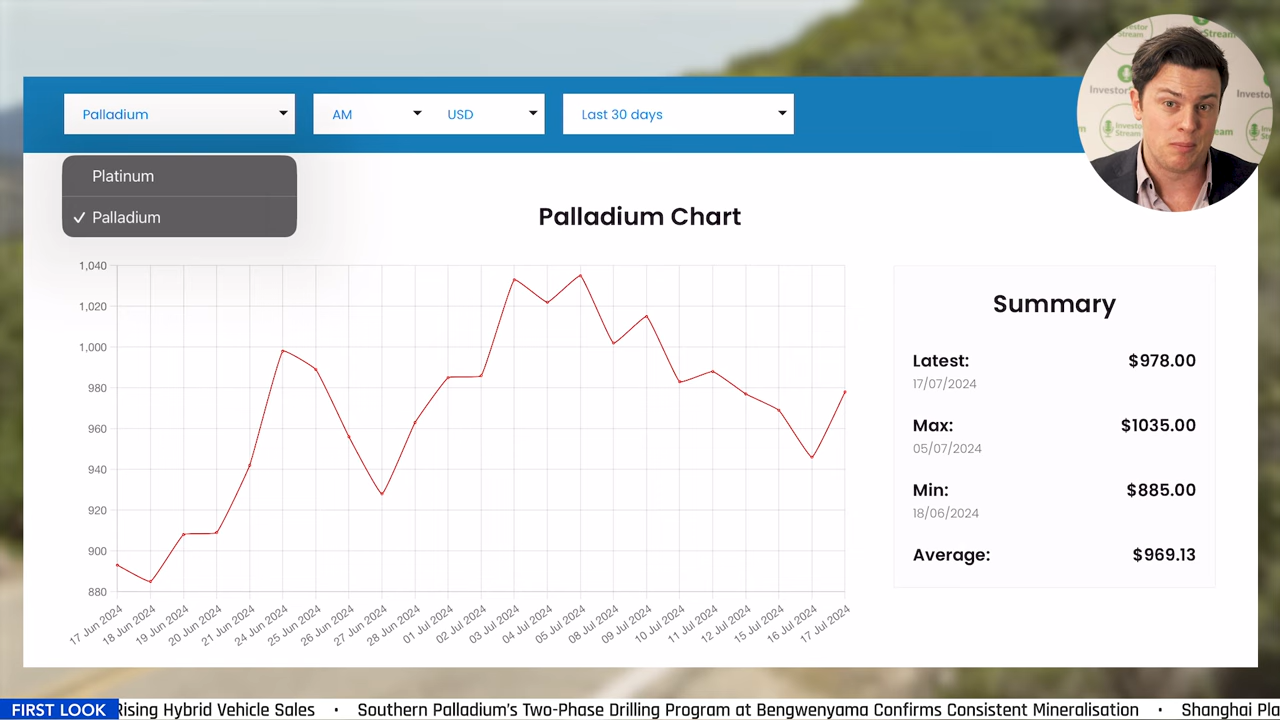 Palladium
AM
USD
Last 30 days
Platinum
✓ Palladium
Investor
Stream
InvestorS
Investor
Stream
Palladium Chart
1,040
1,020
1,000
980
960
940
920
900
880
17 Jun 2024
18 Jun 2024
19 Jun 2024
20 Jun 2024
21 Jun 2024
24 Jun 2024
25 Jun 2024
26 Jun 2024
27 Jun 2024
28 Jun 2024
01 Jul 2024
02 Jul 2024
03 Jul 2024
04 Jul 2024
05 Jul 2024
08 Jul 2024
09 Jul 2024
10 Jul 2024
11 Jul 2024
12 Jul 2024
15 Jul 2024
16 Jul 2024
17 Jul 2024
Summary
Latest: $978.00
17/07/2024
Max: $1035.00
05/07/2024
Min: $885.00
18/06/2024
Average: $969.13
FIRST LOOK Rising Hybrid Vehicle Sales • Southern Palladium's Two-Phase Drilling Program at Bengwenyama Confirms Consistent Mineralisation • Shanghai Pla